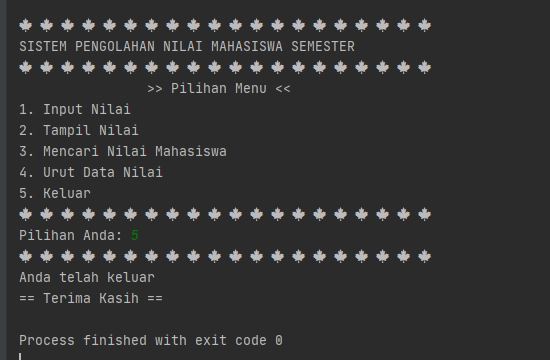 🍁 🍁 🍁 🍁 🍁 🍁 🍁 🍁 🍁 🍁 🍁 🍁 🍁 🍁 🍁 🍁 🍁 🍁 🍁 🍁
SISTEM PENGOLAHAN NILAI MAHASISWA SEMESTER
🍁 🍁 🍁 🍁 🍁 🍁 🍁 🍁 🍁 🍁 🍁 🍁 🍁 🍁 🍁 🍁 🍁 🍁 🍁 🍁
>> Pilihan Menu <<
1. Input Nilai
2. Tampil Nilai
3. Mencari Nilai Mahasiswa
4. Urut Data Nilai
5. Keluar
🍁 🍁 🍁 🍁 🍁 🍁 🍁 🍁 🍁 🍁 🍁 🍁 🍁 🍁 🍁 🍁 🍁 🍁 🍁 🍁
Pilihan Anda: 5
🍁 🍁 🍁 🍁 🍁 🍁 🍁 🍁 🍁 🍁 🍁 🍁 🍁 🍁 🍁 🍁 🍁 🍁 🍁 🍁
Anda telah keluar
== Terima Kasih ==
Process finished with exit code 0